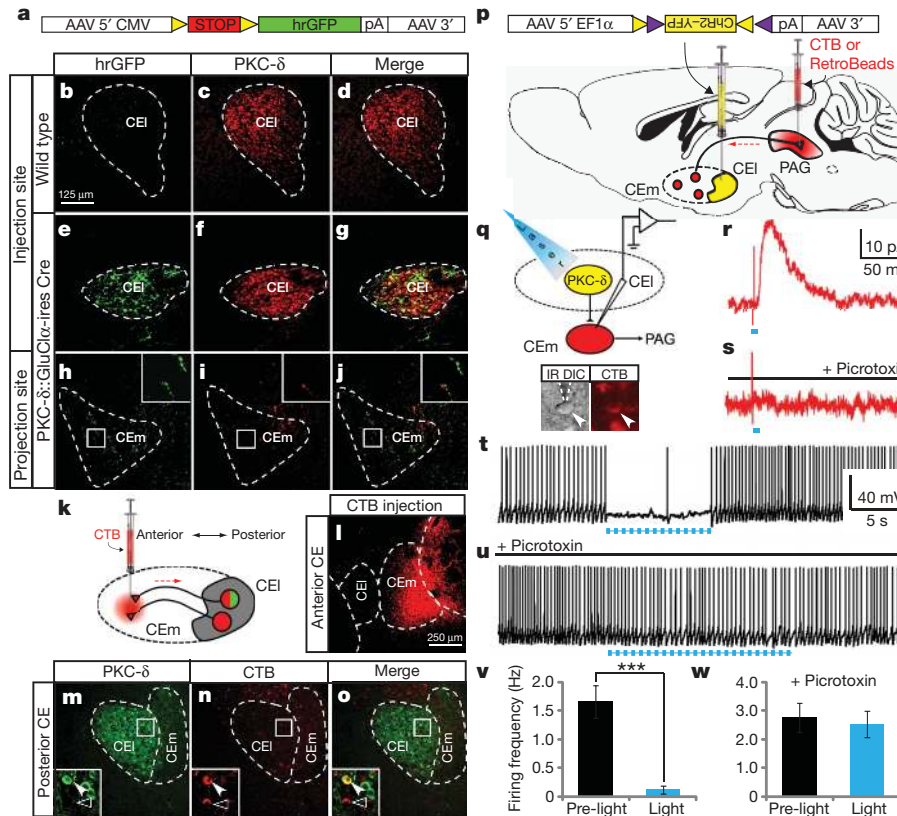 a
AAV 5′ CMV STOP hrGFP pA AAV 3′
hrGFP PKC-δ Merge
Injection site
Projection site
Wild type
PKC-δ::GluClα-ires Cre
b CEl
125 µm
c CEl
d CEl
e CEl
f CEl
g CEl
h CEm
i CEm
j CEm
k
CTB
Anterior Posterior
CEl
CEm
CTB injection
Anterior CE
l CEl CEm
250 µm
PKC-δ CTB Merge
Posterior CE
m CEl CEm
n CEl CEm
o CEl CEm
p
AAV 5′ EF1α ChR2–YFP pA AAV 3′
CTB or
RetroBeads
PAG
CEl
CEm
q
Laser
PKC-δ
CEl
CEm
PAG
IR DIC CTB
r
10 p
50 m
s
+ Picrotoxi
t
40 mV
5 s
u
+ Picrotoxin
v
Firing frequency (Hz)
2.0
1.5
1.0
0.5
0
***
Pre-light Light
w
+ Picrotoxin
4.0
3.0
2.0
1.0
0
Pre-light Light